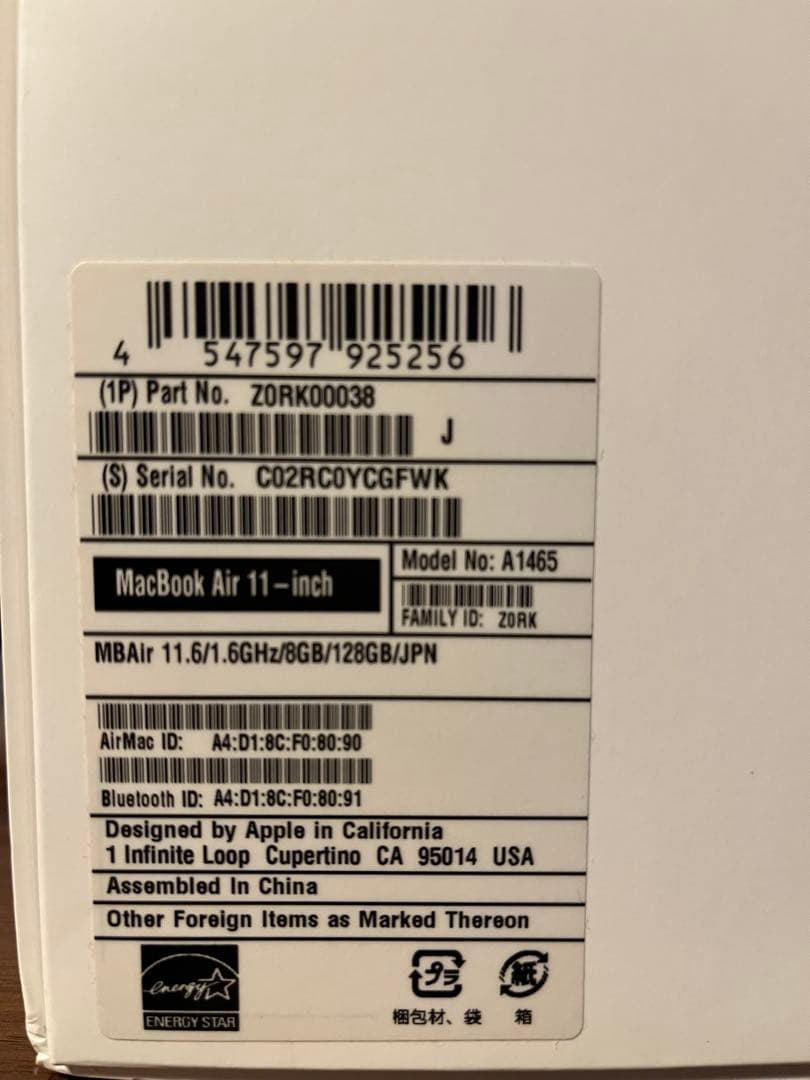 4 547597 925256
(1P) Part No. Z0RK00038
J
(S) Serial No. C02RC0YCGFWK
MacBook Air 11-inch
Model No: A1465
FAMILY ID: Z0RK
MBAir 11.6/1.6GHz/8GB/128GB/JPN
AirMac ID: A4:D1:8C:F0:80:90
Bluetooth ID: A4:D1:8C:F0:80:91
Designed by Apple in California
1 Infinite Loop Cupertino CA 95014 USA
Assembled In China
Other Foreign Items as Marked Thereon
energy
ENERGY STAR
プラ
紙
梱包材、袋
箱